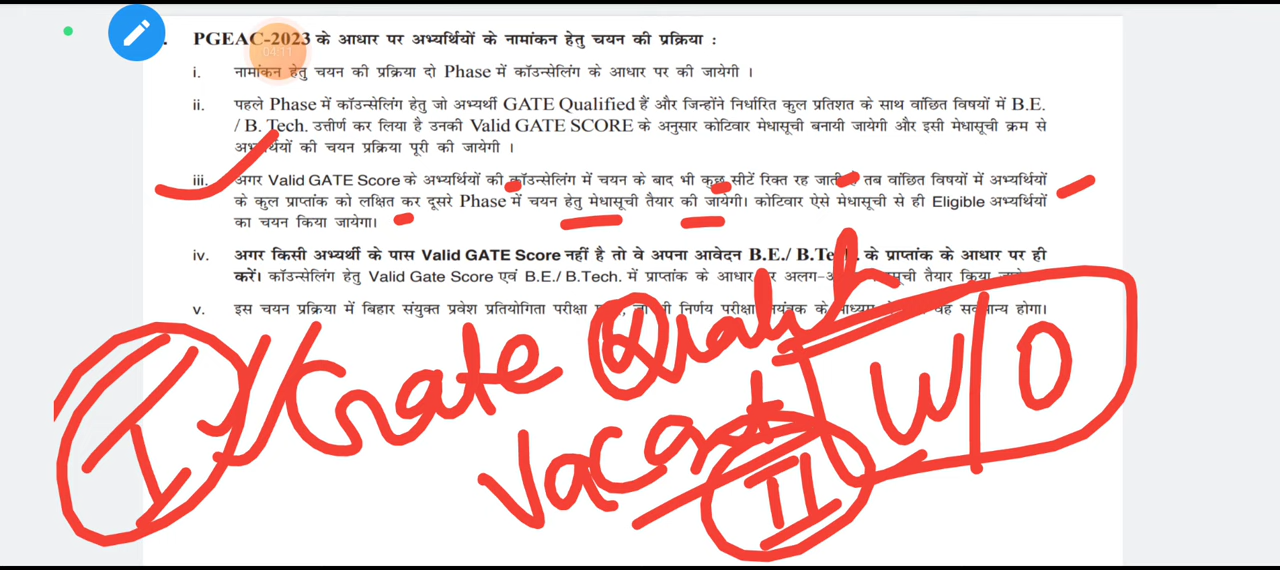 PGEAC-2023 के आधार पर अभ्यर्थियों के नामांकन हेतु चयन की प्रक्रिया :
04:11
i. नामांकन हेतु चयन की प्रक्रिया दो Phase में कॉउन्सेलिंग के आधार पर की जायेगी ।
ii. पहले Phase में कॉउन्सेलिंग हेतु जो अभ्यर्थी GATE Qualified हैं और जिन्होंने निर्धारित कुल प्रतिशत के साथ वांछित विषयों में B.E.
/ B. Tech. उत्तीर्ण कर लिया है उनकी Valid GATE SCORE के अनुसार कोटिवार मेधासूची बनायी जायेगी और इसी मेधासूची क्रम से
अभ्यर्थियों की चयन प्रक्रिया पूरी की जायेगी ।
iii. अगर Valid GATE Score के अभ्यर्थियों की कॉउन्सेलिंग में चयन के बाद भी कुछ सीटें रिक्त रह जाती है तब वांछित विषयों में अभ्यर्थियों
के कुल प्राप्तांक को लक्षित कर दूसरे Phase में चयन हेतु मेधासूची तैयार की जायेगी। कोटिवार ऐसे मेधासूची से ही Eligible अभ्यर्थियों
का चयन किया जायेगा।
iv. अगर किसी अभ्यर्थी के पास Valid GATE Score नहीं है तो वे अपना आवेदन B.E./ B.Tech. के प्राप्तांक के आधार पर ही
करें। कॉउन्सेलिंग हेतु Valid Gate Score एवं B.E./ B.Tech. में प्राप्तांक के आधार तैयार किया
v. इस चयन प्रक्रिया में बिहार संयुक्त प्रवेश प्रतियोगिता परीक्षा निर्णय परीक्षा के होगा।
I Gate Quali
Vacant W/O
II